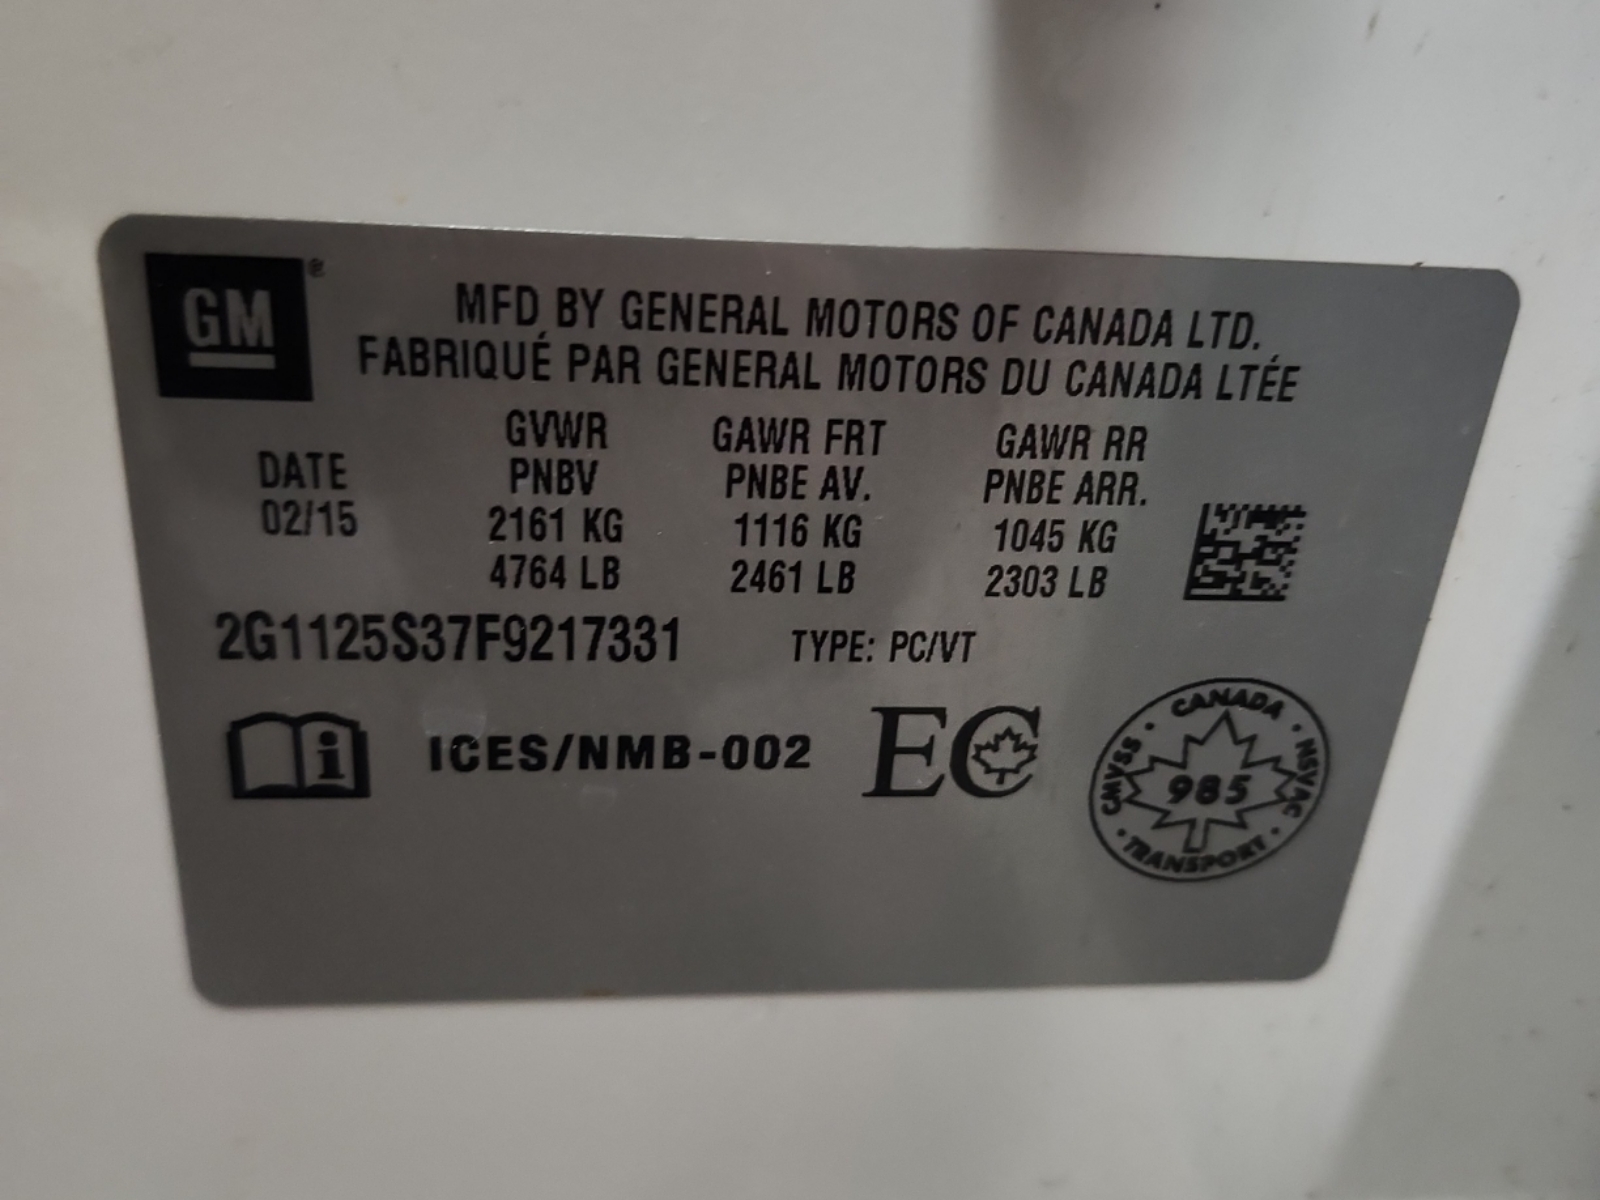 GM®
MFD BY GENERAL MOTORS OF CANADA LTD.
FABRIQUÉ PAR GENERAL MOTORS DU CANADA LTÉE
DATE
02/15
GVWR
PNBV
2161 KG
4764 LB
GAWR FRT
PNBE AV.
1116 KG
2461 LB
GAWR RR
PNBE ARR.
1045 KG
2303 LB
2G1125S37F9217331
TYPE: PC/VT
i
ICES/NMB-002
EC
CANADA
CMVSS
985
NSVAC
TRANSPORT